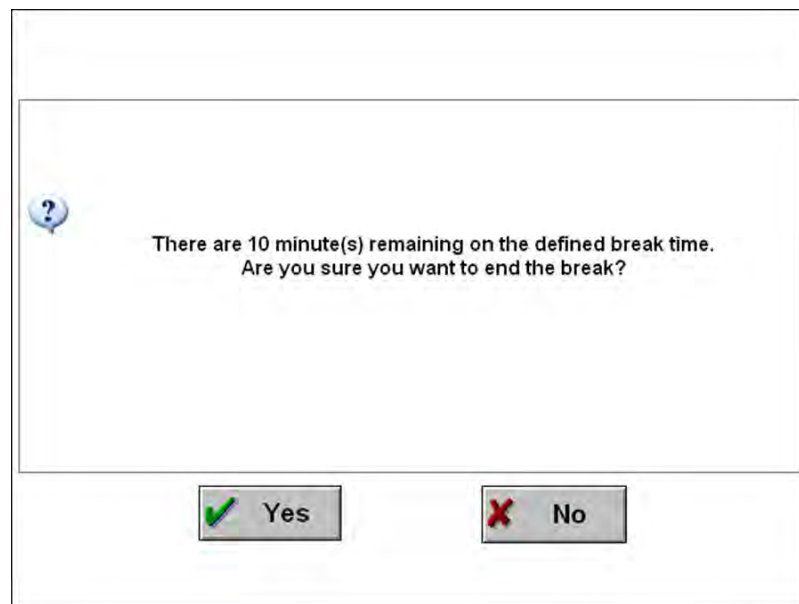 ?
There are 10 minute(s) remaining on the defined break time.
Are you sure you want to end the break?
Yes
No